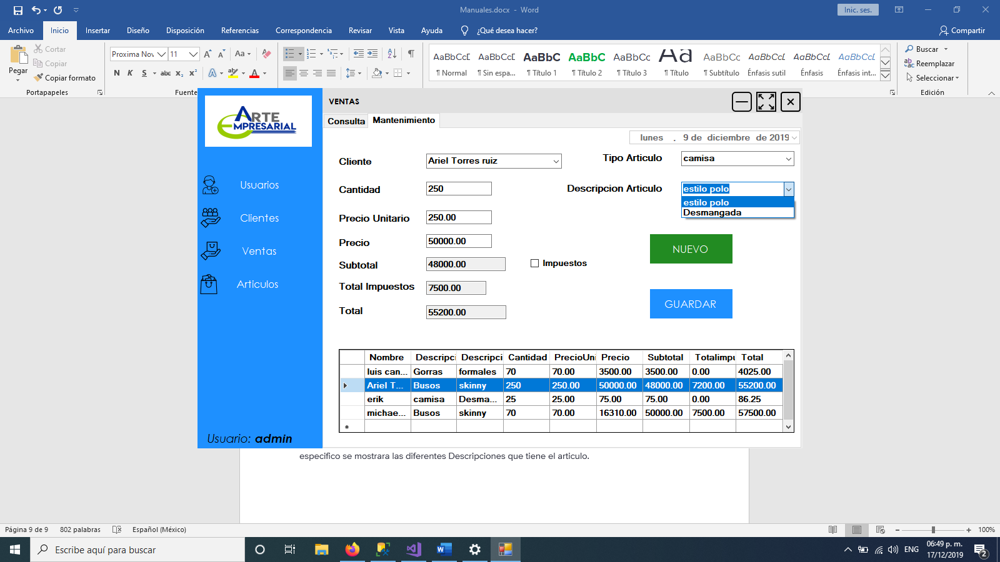 Manuales.docx - Word
Inic. ses.
Archivo Inicio Insertar Diseño Disposición Referencias Correspondencia Revisar Vista Ayuda ¿Qué desea hacer? Compartir
Pegar
Cortar
Copiar
Copiar formato
Portapapeles
Proxima Nov 11
Aa
N K S abc x₂ x²
A ab A
Fuente
AaBbCcD AaBbCcD AaBbC AaBbC AaBbCc Aa AaBbCc AaBbCcL AaBbCcL AaBbCcL
¶ Normal ¶ Sin espa... ¶ Título 1 ¶ Título 2 ¶ Título 3 ¶ Título ¶ Subtítulo Énfasis sutil Énfasis Énfasis int...
Buscar
Reemplazar
Seleccionar
Edición
ARTE
EMPRESARIAL
Usuarios
Clientes
Ventas
Articulos
Usuario: admin
VENTAS
Consulta Mantenimiento
lunes . 9 de diciembre de 2019
Cliente Ariel Torres ruiz Tipo Articulo camisa
Cantidad 250 Descripcion Articulo estilo polo
estilo polo
Desmangada
Precio Unitario 250.00
Precio 50000.00 NUEVO
Subtotal 48000.00 Impuestos
Total Impuestos 7500.00
Total 55200.00 GUARDAR
Nombre Descripci Descripci Cantidad PrecioUni Precio Subtotal Totalimpu Total
luis can... Gorras formales 70 70.00 3500.00 3500.00 0.00 4025.00
Ariel T... Busos skinny 250 250.00 50000.00 48000.00 7200.00 55200.00
erik camisa Desma... 25 25.00 75.00 75.00 0.00 86.25
michae... Busos skinny 70 70.00 16310.00 50000.00 7500.00 57500.00
especifico se mostrara las diferentes Descripciones que tiene el articulo.
Página 9 de 9 802 palabras Español (México) 100%
Escribe aquí para buscar
ENG
06:49 p. m.
17/12/2019
2